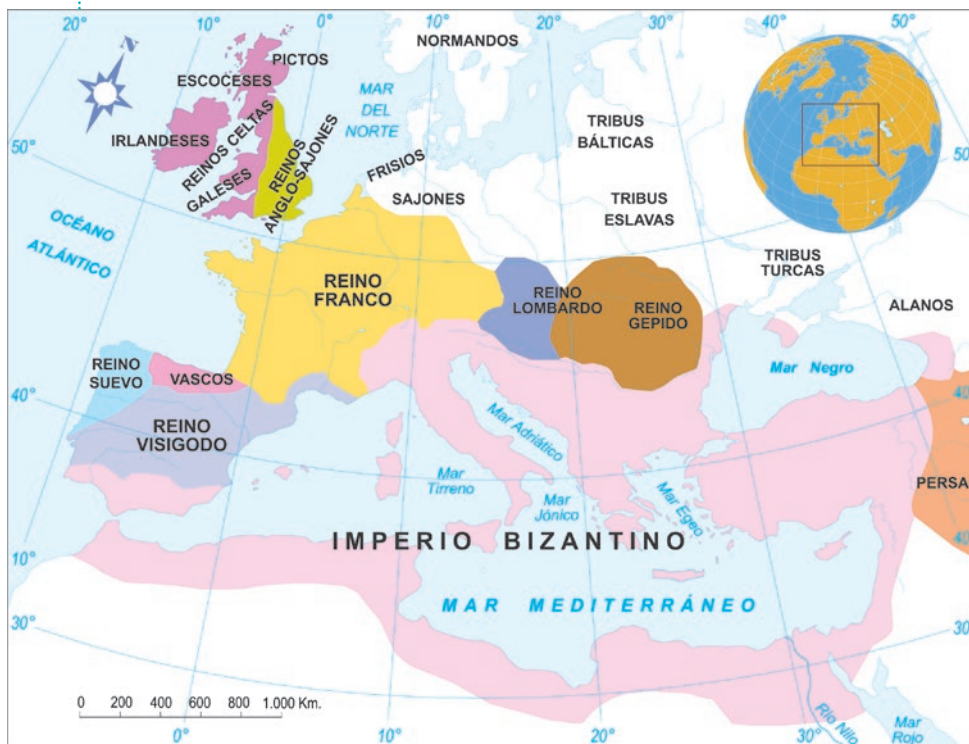 20°
10°
0°
10°
20°
30°
40°
50°
N
NORMANDOS
PICTOS
ESCOCESES
MAR
DEL
NORTE
IRLANDESES
REINOS CELTAS
GALESES
REINOS
ANGLO-SAJONES
FRISIOS
SAJONES
TRIBUS
BÁLTICAS
TRIBUS
ESLAVAS
TRIBUS
TURCAS
ALANOS
50°
50°
OCÉANO
ATLÁNTICO
REINO
FRANCO
REINO
LOMBARDO
REINO
GEPIDO
REINO
SUEVO
VASCOS
Mar Negro
40°
40°
REINO
VISIGODO
Mar Adriático
Mar
Tirreno
Mar
Jónico
Mar Egeo
PERSA
IMPERIO BIZANTINO
40°
10°
MAR MEDITERRÁNEO
30°
30°
0 200 400 600 800 1.000 Km.
0°
10°
20°
30°
Río Nilo
Mar
Rojo